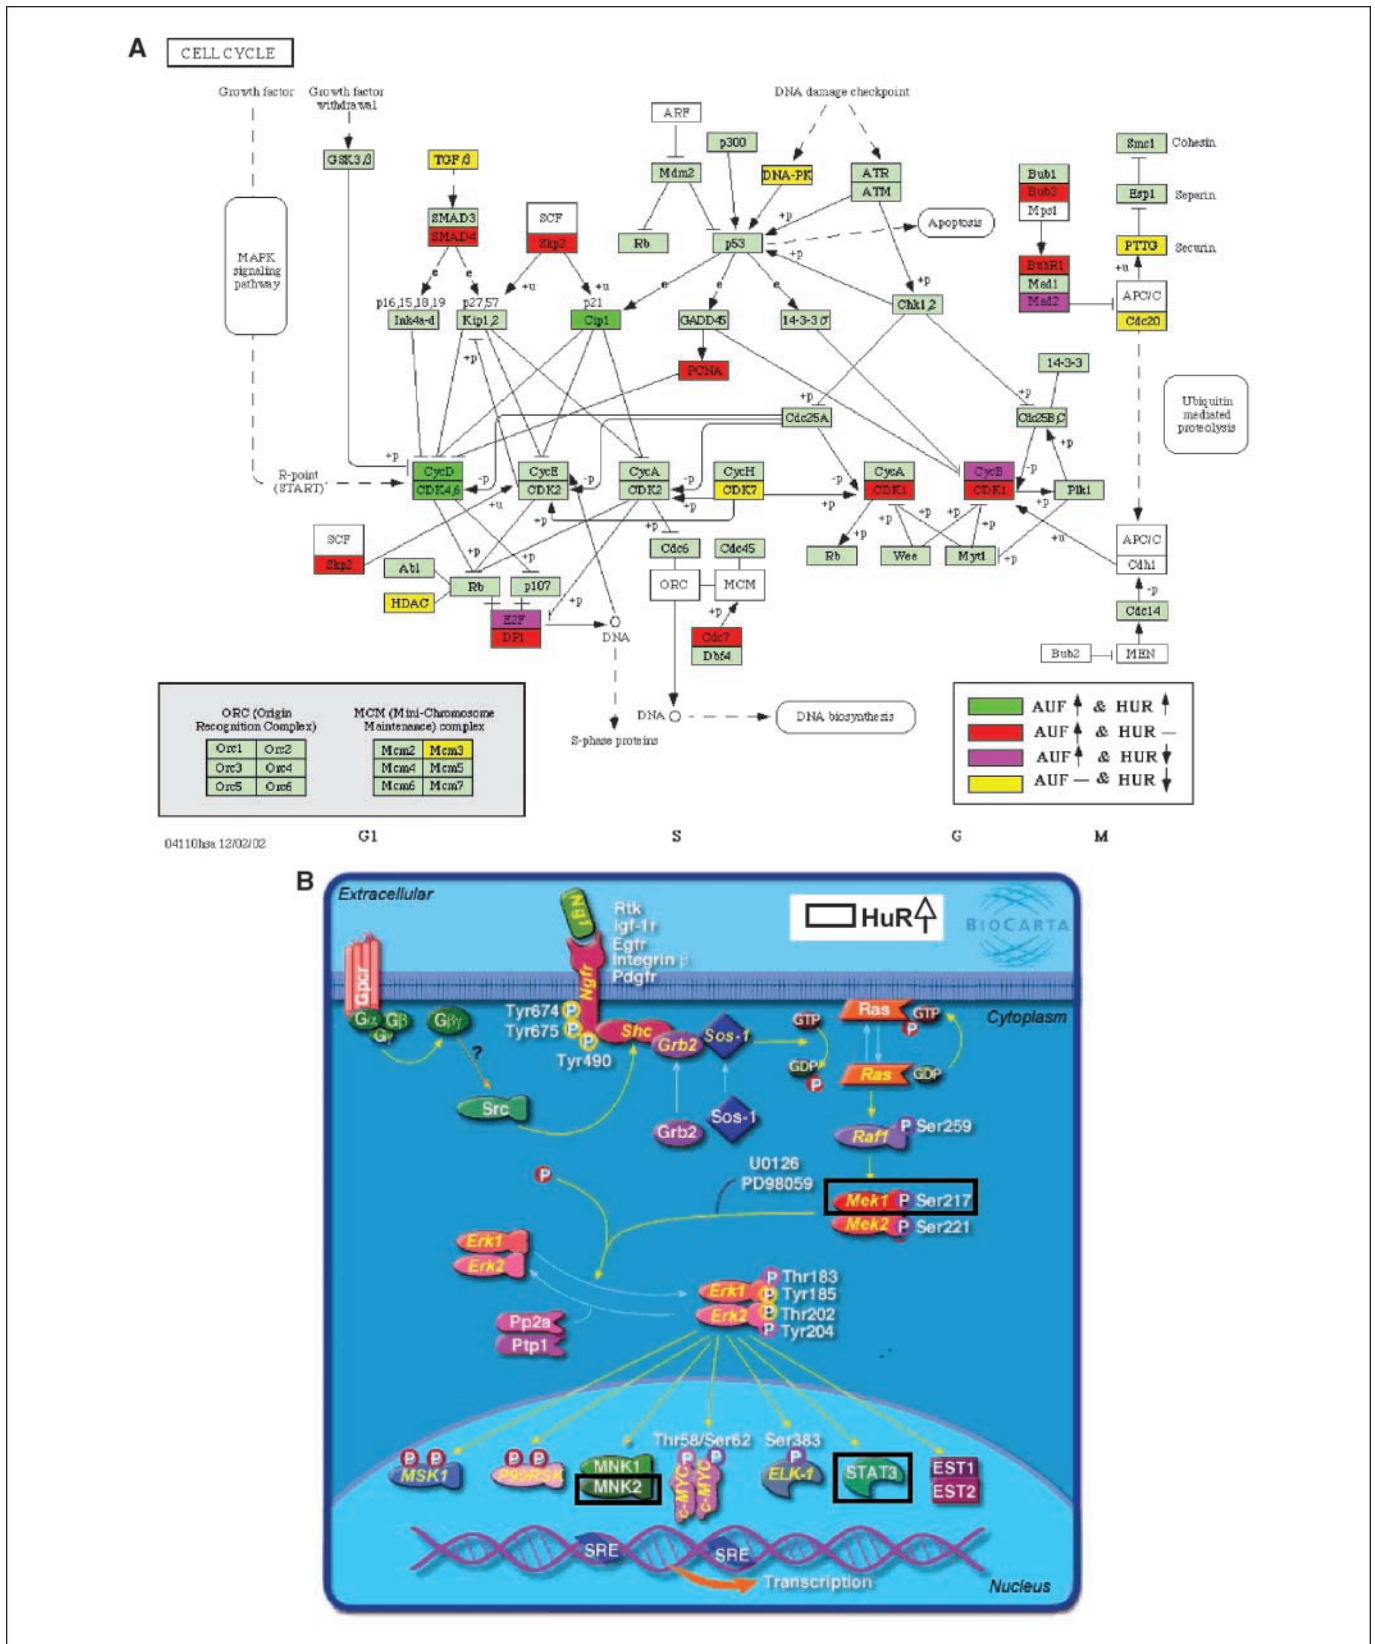 A
CELL CYCLE
Growth factor
Growth factor
withdrawal
DNA damage checkpoint
ARF
p300
Smc1
Cohesin
GSK3β
TGFβ
Mdm2
DNA-PK
ATR
ATM
Bub1
Bub3
Mps1
Esp1
Separin
SMAD3
SMAD4
SCF
Skp2
+p
Apoptosis
MAPK
signaling
pathway
Rb
p53
+p
PTTG
Securin
e
e
+u
+u
e
e
e
+p
BubR1
Mad1
Mad2
+u
APC/C
Cdc20
p16,15,18,19
p27,57
p21
Ink4a-d
Kip1,2
Cip1
GADD45
14-3-3σ
Chk1,2
+p
PCNA
14-3-3
Ubiquitin
mediated
proteolysis
+p
+p
Cdc25A
Cdc25B,C
+p
+p
R-point
(START)
CycD
CDK4,6
-p
CycE
CDK2
-p
CycA
CDK2
-p
CycH
CDK7
-p
CycA
CDK1
CycB
CDK1
-p
Plk1
+u
+p
+p
+p
+p
+p
+p
SCF
Skp2
+p
+p
+p
+p
+p
+p
+u
APC/C
Cdh1
Abl
HDAC
Rb
p107
Cdc6
Cdc45
Rb
Wee
Myt1
+p
ORC
MCM
-p
E2F
DP1
+p
DNA
+p
Cdc7
Dbf4
Cdc14
Bub2
MEN
ORC (Origin
Recognition Complex)
MCM (Mini-Chromosome
Maintenance) complex
Orc1 Orc2
Orc3 Orc4
Orc5 Orc6
Mcm2 Mcm3
Mcm4 Mcm5
Mcm6 Mcm7
DNA
DNA biosynthesis
S-phase proteins
AUF ↑ & HUR ↑
AUF ↑ & HUR —
AUF ↑ & HUR ↓
AUF — & HUR ↓
04110hsa 12/02/02
G1
S
G
M
B
Extracellular
Ngf
Rtk
Igf-1r
Egfr
Integrin β
Pdgfr
HuR
BIOCARTA
Gpcr
Ngfr
Gα
Gβ
Gγ
Gβγ
?
Tyr674
P
Tyr675
P
P
Tyr490
Shc
Grb2
Sos-1
GTP
GDP
P
Ras
GTP
P
Cytoplasm
Ras
GDP
Src
Grb2
Sos-1
Raf1
P
Ser259
U0126
PD98059
P
Mek1
P
Ser217
Mek2
P
Ser221
Erk1
Erk2
Erk1
Erk2
P
Thr183
P
Tyr185
P
Thr202
P
Tyr204
Pp2a
Ptp1
Thr58/Ser62
Ser383
P P
MSK1
P P
P90RSK
MNK1
MNK2
P P
c-MYC
c-MYC
P
ELK-1
STAT3
EST1
EST2
SRE
SRE
Transcription
Nucleus